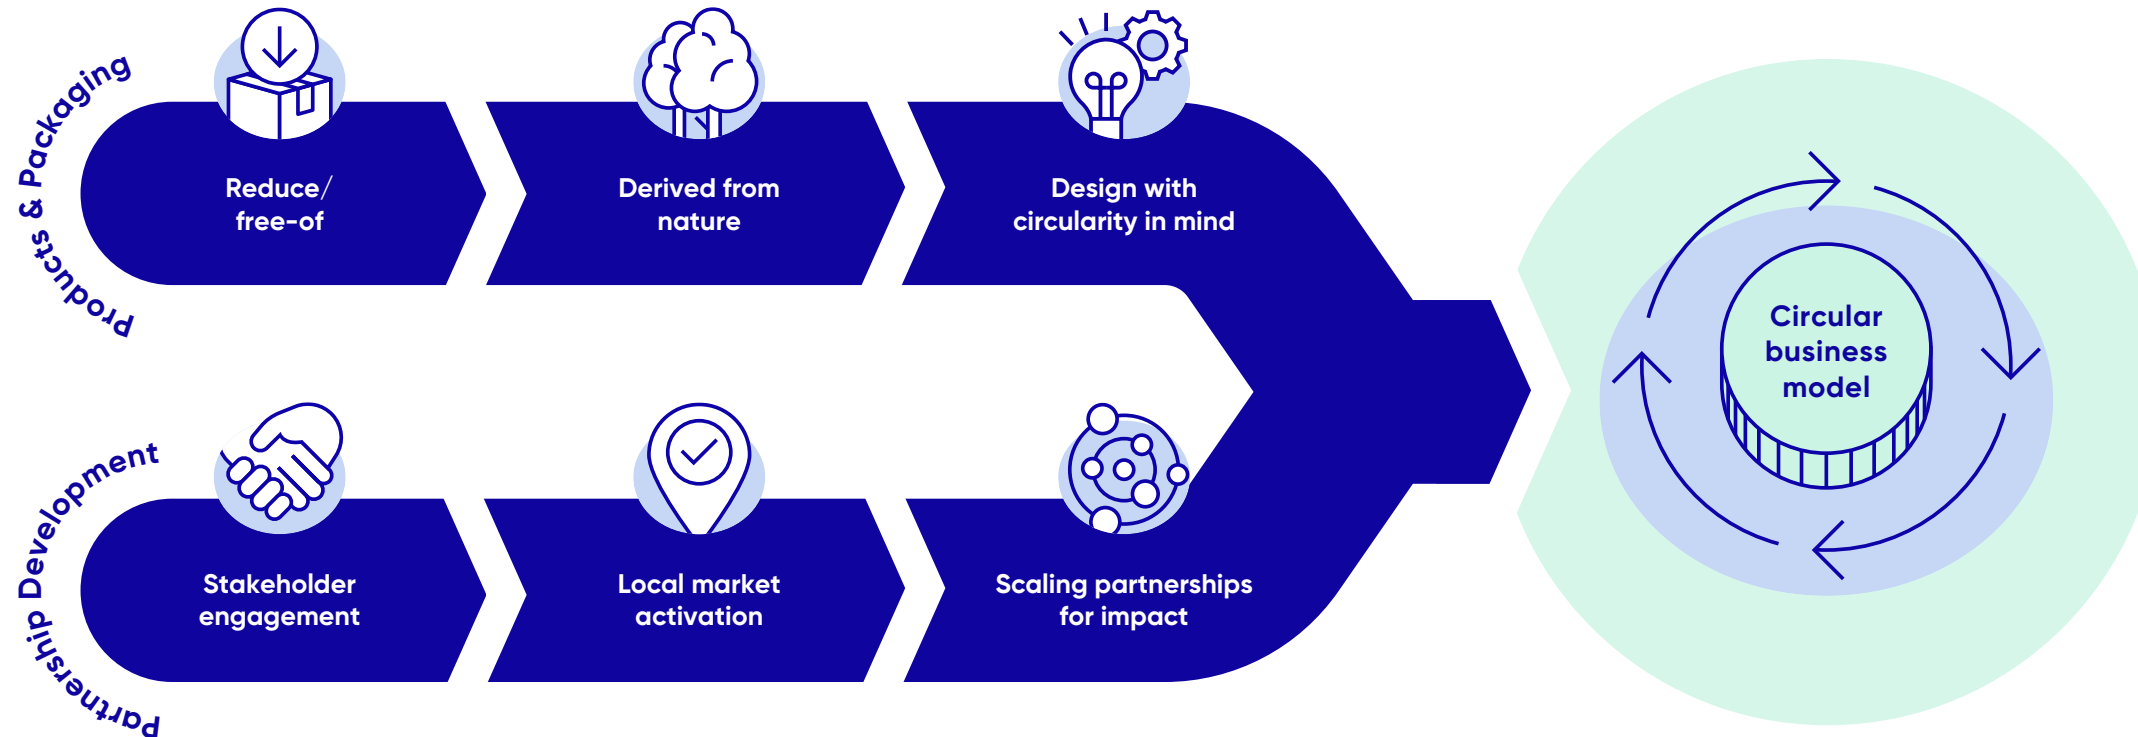 Products & Packaging
Reduce/
free-of
Derived from
nature
Design with
circularity in mind
Partnership Development
Stakeholder
engagement
Local market
activation
Scaling partnerships
for impact
Circular
business
model